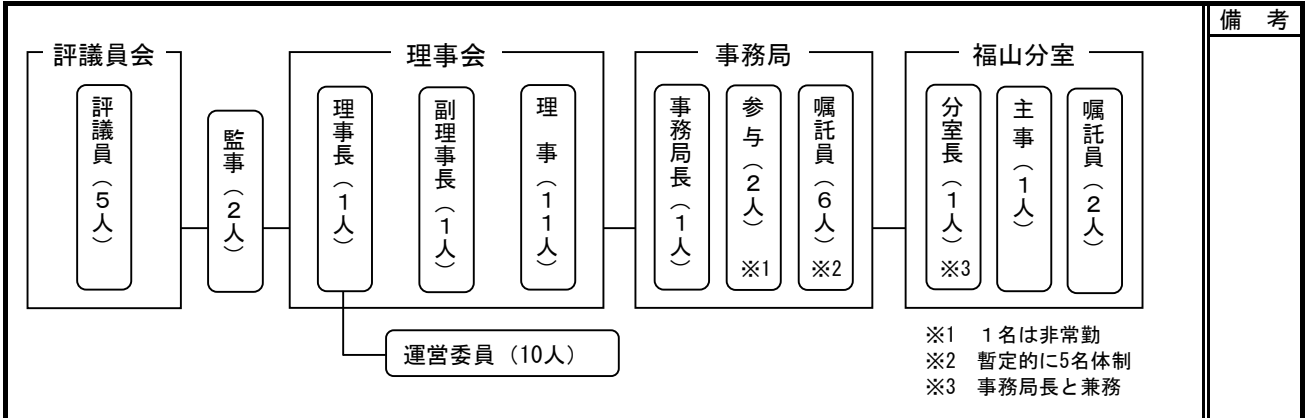 備　考
評議員会
評議員（５人）
監事（２人）
理事会
理事長（１人）
副理事長（１人）
理　事（１１人）
運営委員（10人）
事務局
事務局長（１人）
参与（２人）　※1
嘱託員（６人）　※2
福山分室
分室長（１人）　※3
主事（１人）
嘱託員（２人）
※1　１名は非常勤
※2　暫定的に5名体制
※3　事務局長と兼務